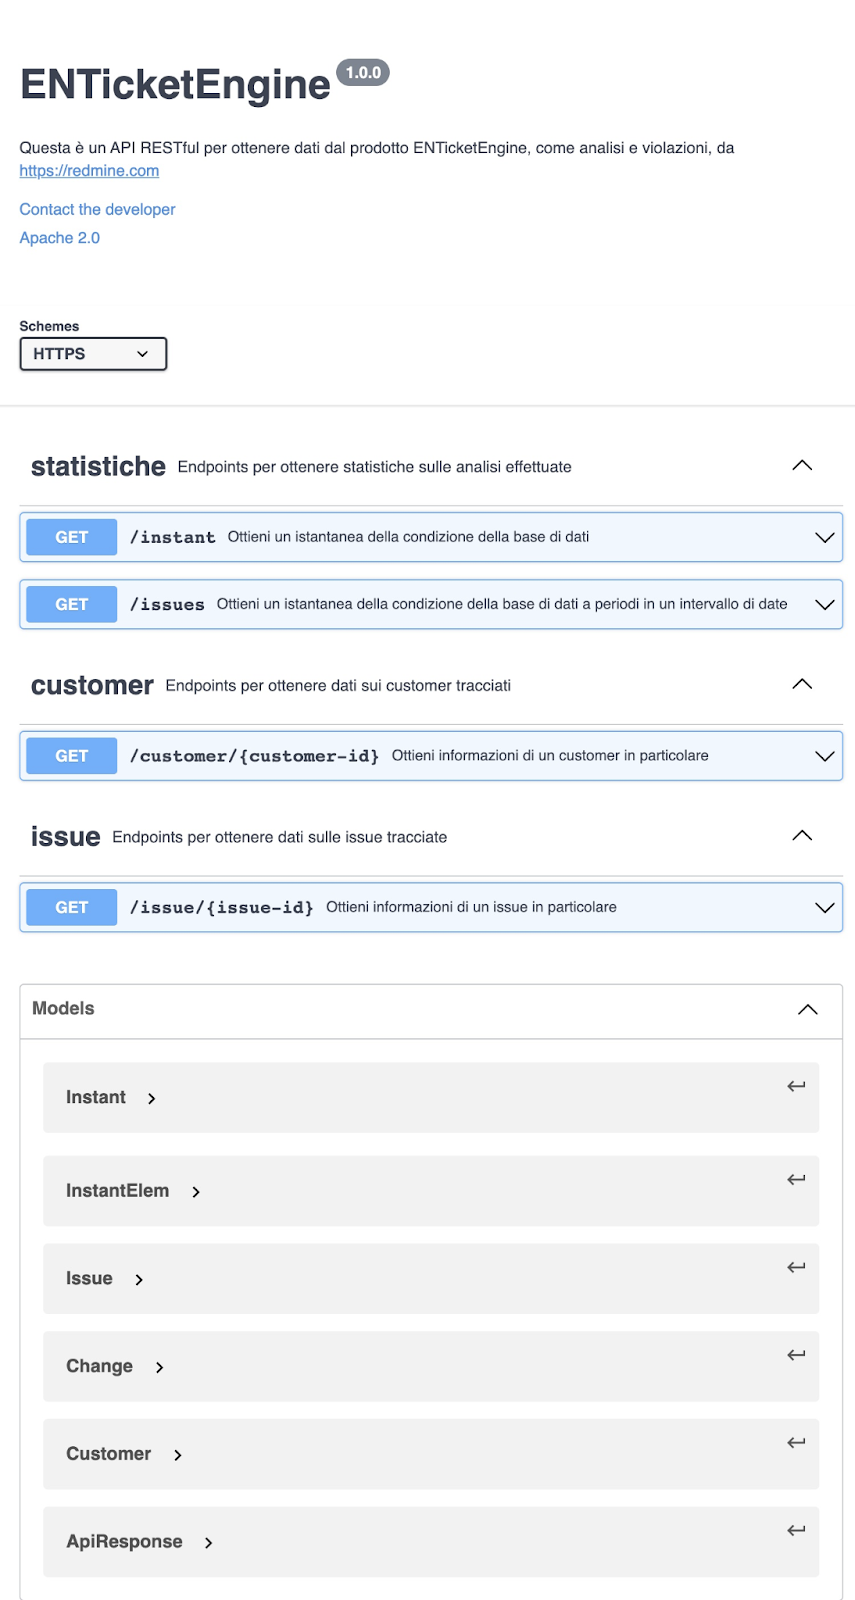 ENTicketEngine 1.0.0
Questa è un API RESTful per ottenere dati dal prodotto ENTicketEngine, come analisi e violazioni, da
https://redmine.com
Contact the developer
Apache 2.0
Schemes
HTTPS
statistiche Endpoints per ottenere statistiche sulle analisi effettuate
GET /instant Ottieni un istantanea della condizione della base di dati
GET /issues Ottieni un istantanea della condizione della base di dati a periodi in un intervallo di date
customer Endpoints per ottenere dati sui customer tracciati
GET /customer/{customer-id} Ottieni informazioni di un customer in particolare
issue Endpoints per ottenere dati sulle issue tracciate
GET /issue/{issue-id} Ottieni informazioni di un issue in particolare
Models
Instant
InstantElem
Issue
Change
Customer
ApiResponse